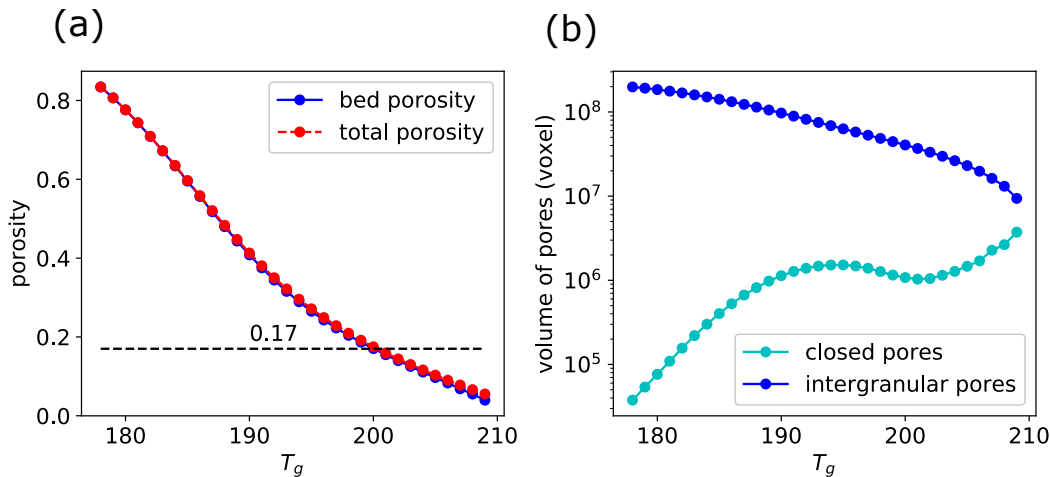 (a)
bed porosity
total porosity
porosity
0.17
0.8
0.6
0.4
0.2
0.0
180
190
200
210
T_g
(b)
volume of pores (voxel)
10^8
10^7
10^6
10^5
closed pores
intergranular pores
180
190
200
210
T_g